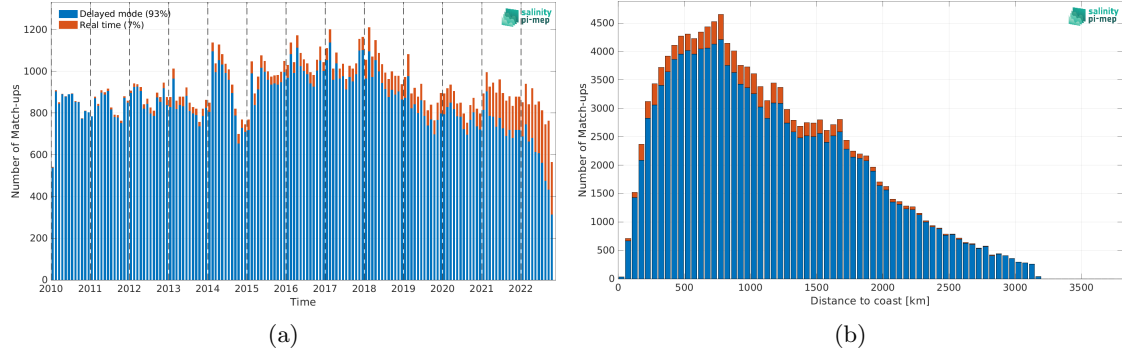 Delayed mode (93%)
Real time (7%)
salinity
pi-mep
1200
1000
800
600
400
200
0
Number of Match-ups
2010 2011 2012 2013 2014 2015 2016 2017 2018 2019 2020 2021 2022
Time
(a)
salinity
pi-mep
4500
4000
3500
3000
2500
2000
1500
1000
500
0
Number of Match-ups
0 500 1000 1500 2000 2500 3000 3500
Distance to coast [km]
(b)